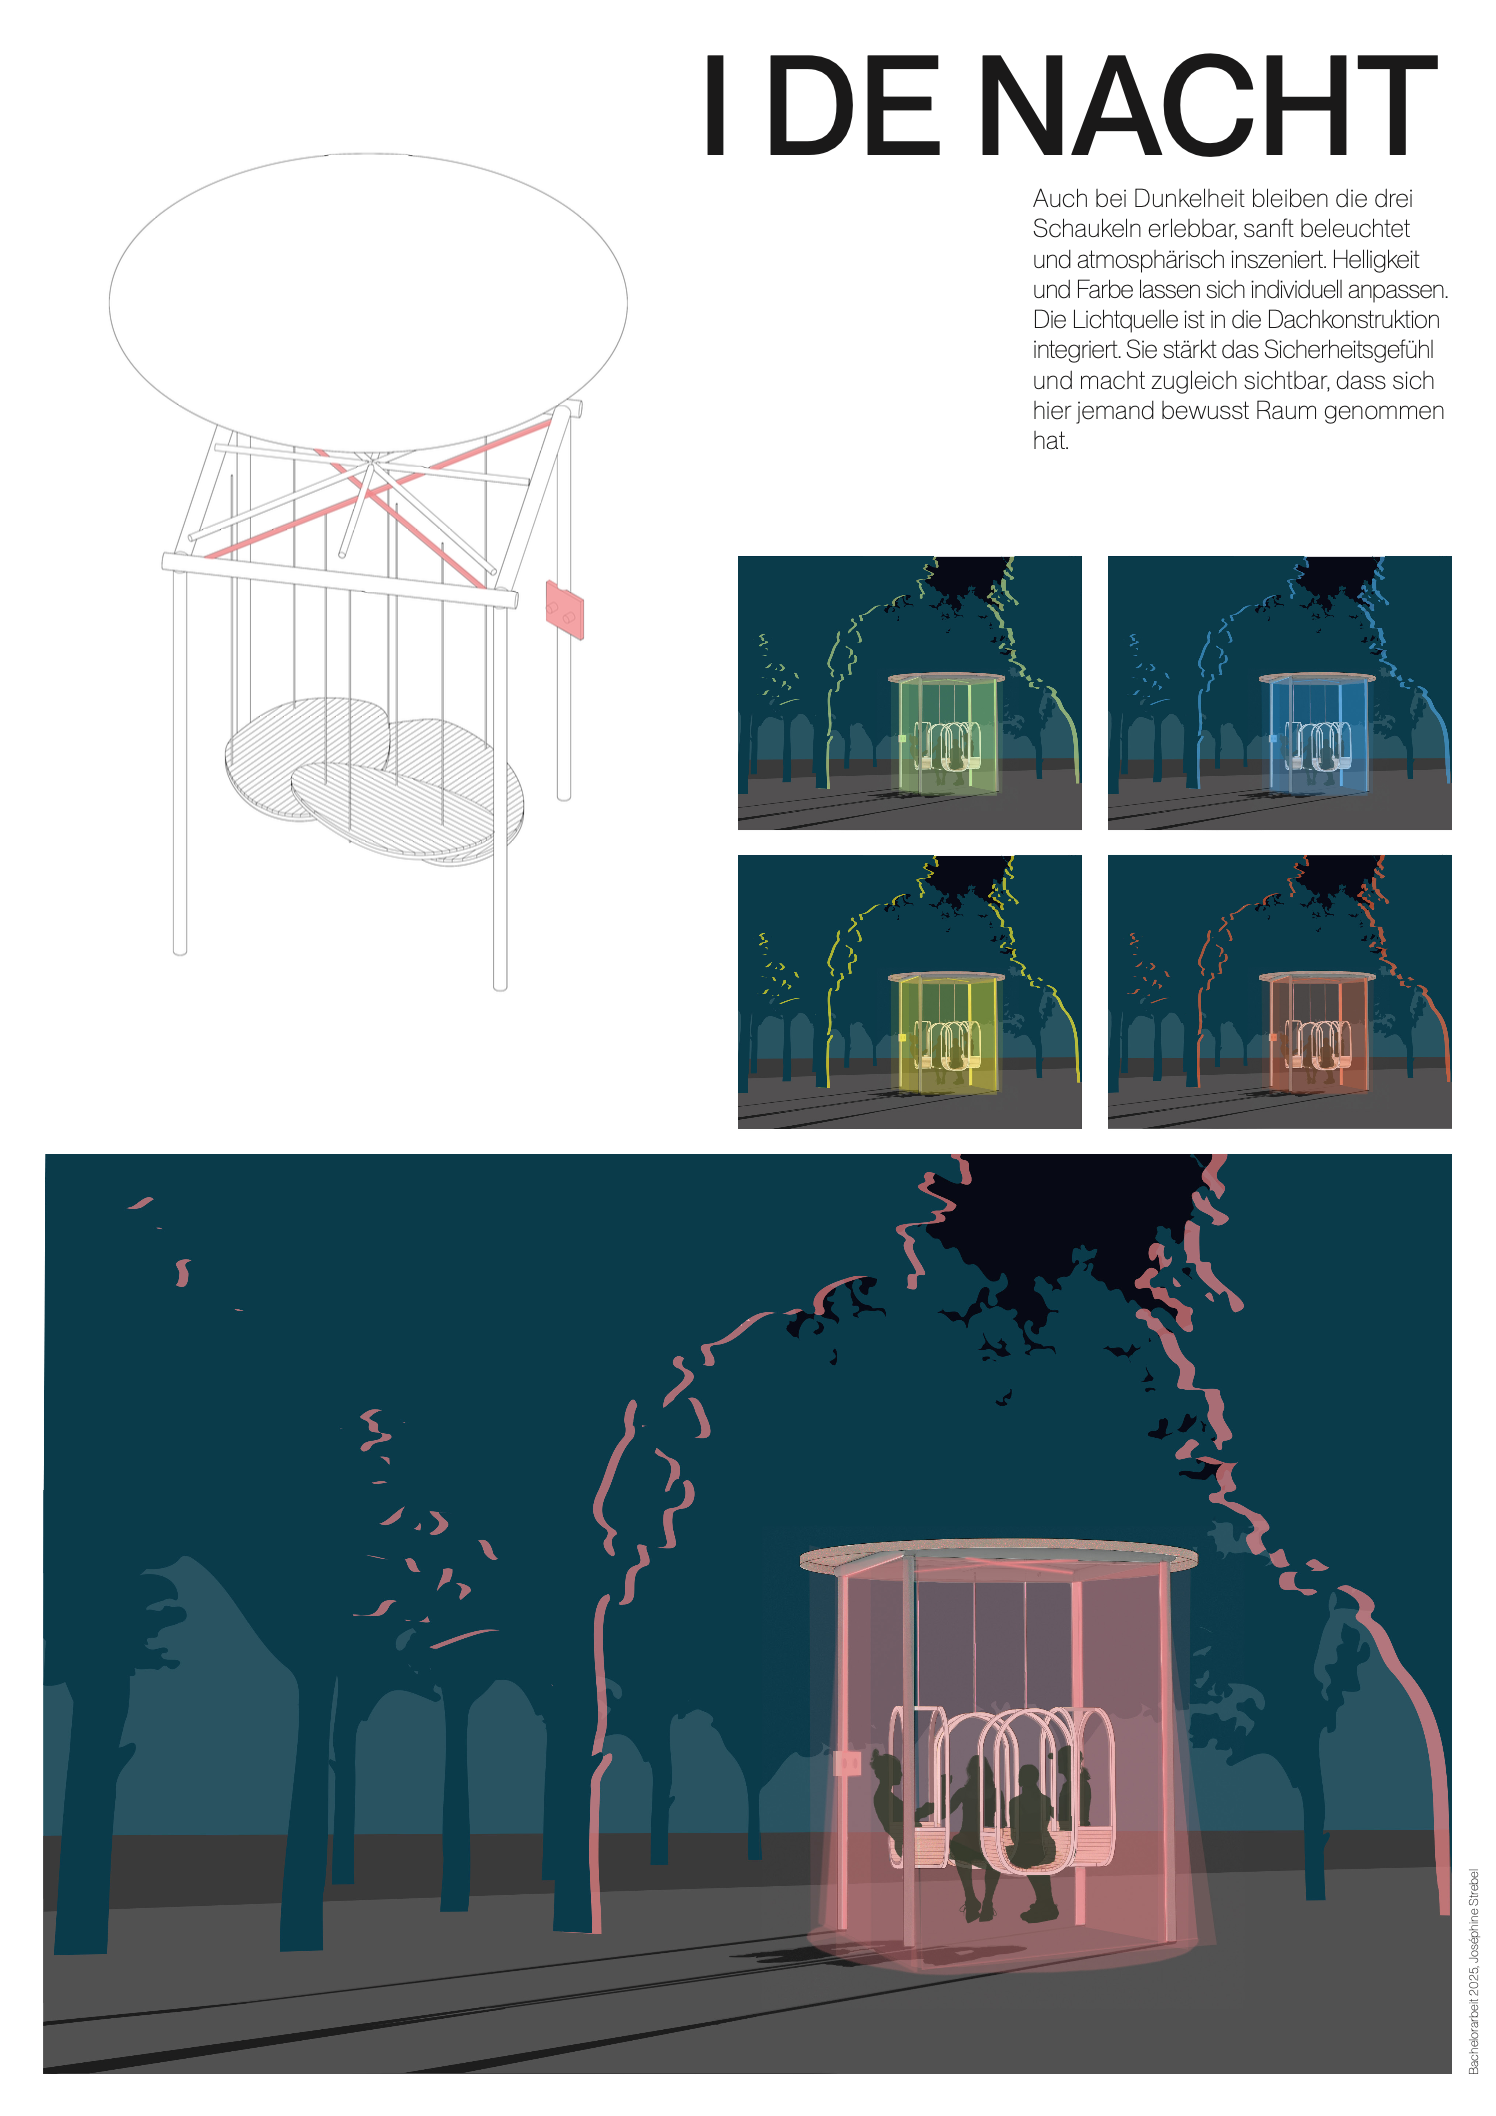 I DE NACHT
Auch bei Dunkelheit bleiben die drei
Schaukeln erlebbar, sanft beleuchtet
und atmosphärisch inszeniert. Helligkeit
und Farbe lassen sich individuell anpassen.
Die Lichtquelle ist in die Dachkonstruktion
integriert. Sie stärkt das Sicherheitsgefühl
und macht zugleich sichtbar, dass sich
hier jemand bewusst Raum genommen
hat.
Bachelorarbeit 2025, Joséphine Strebel